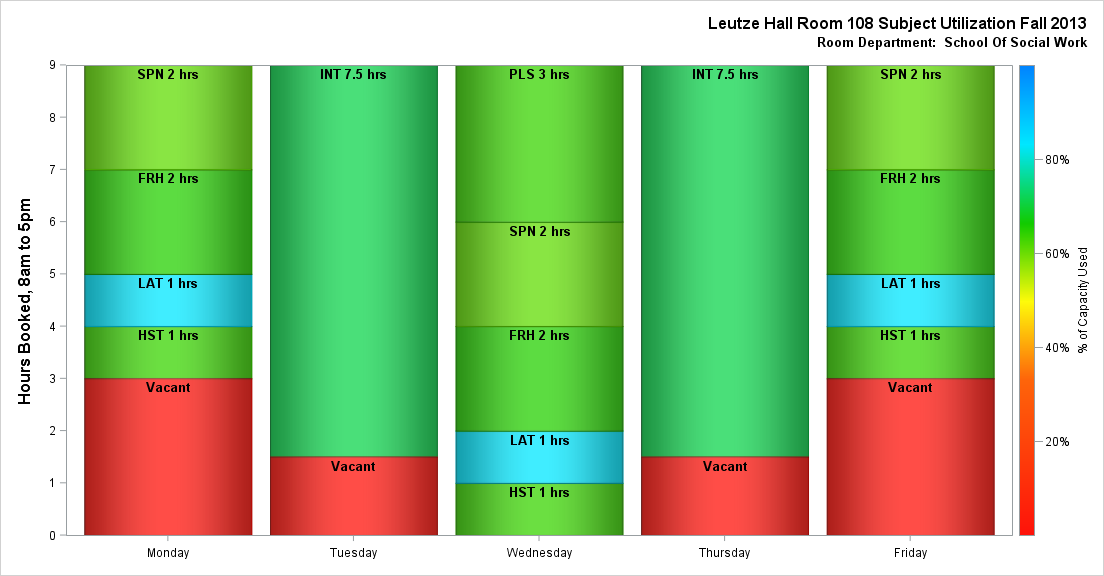 Leutze Hall Room 108 Subject Utilization Fall 2013
Room Department:  School Of Social Work
Hours Booked, 8am to 5pm
9
8
7
6
5
4
3
2
1
0
SPN 2 hrs
FRH 2 hrs
LAT 1 hrs
HST 1 hrs
Vacant
INT 7.5 hrs
Vacant
PLS 3 hrs
SPN 2 hrs
FRH 2 hrs
LAT 1 hrs
HST 1 hrs
INT 7.5 hrs
Vacant
SPN 2 hrs
FRH 2 hrs
LAT 1 hrs
HST 1 hrs
Vacant
Monday
Tuesday
Wednesday
Thursday
Friday
80%
60%
40%
20%
% of Capacity Used